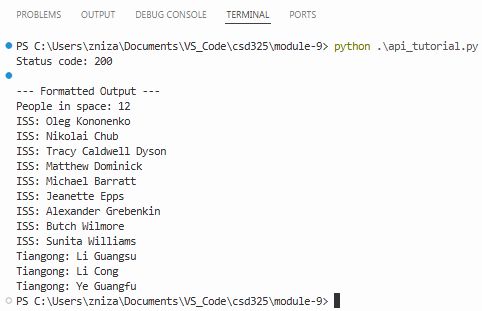 PROBLEMS OUTPUT DEBUG CONSOLE TERMINAL PORTS
PS C:\Users\zniza\Documents\VS_Code\csd325\module-9> python .\api_tutorial.py
Status code: 200
--- Formatted Output ---
People in space: 12
ISS: Oleg Kononenko
ISS: Nikolai Chub
ISS: Tracy Caldwell Dyson
ISS: Matthew Dominick
ISS: Michael Barratt
ISS: Jeanette Epps
ISS: Alexander Grebenkin
ISS: Butch Wilmore
ISS: Sunita Williams
Tiangong: Li Guangsu
Tiangong: Li Cong
Tiangong: Ye Guangfu
PS C:\Users\zniza\Documents\VS_Code\csd325\module-9>